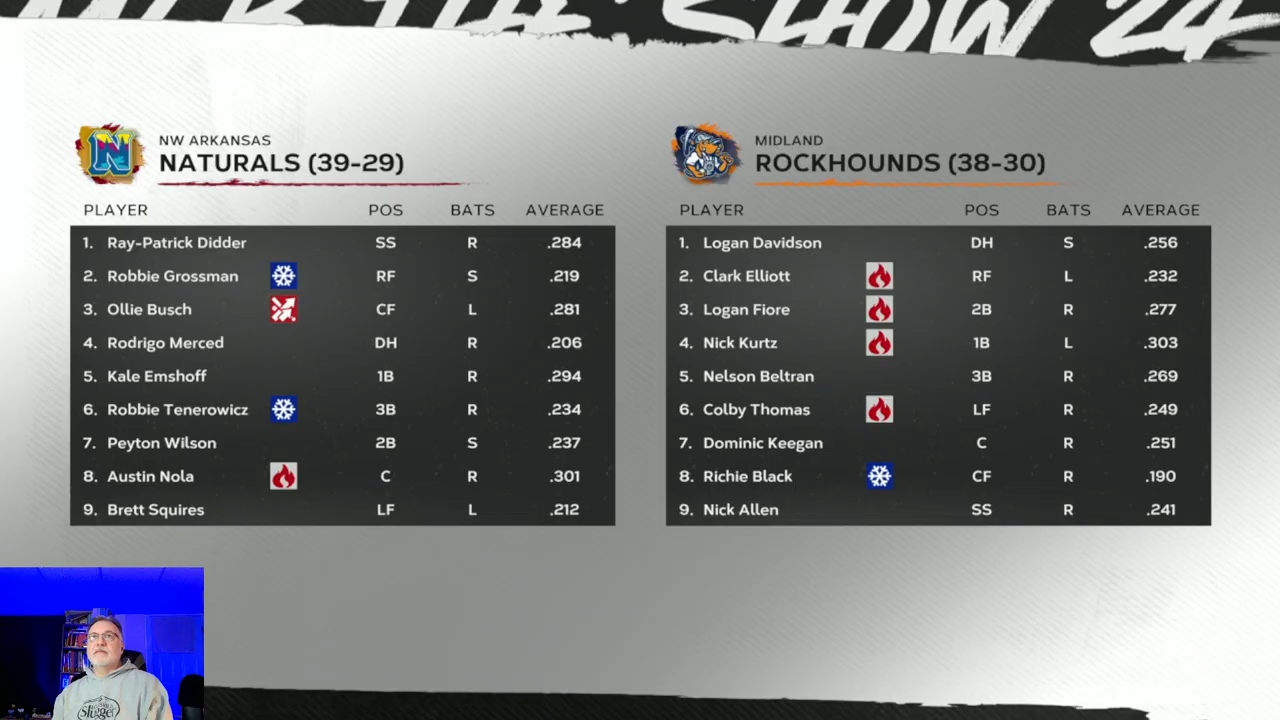 MLB THE SHOW 24
NW ARKANSAS
NATURALS (39-29)
PLAYER POS BATS AVERAGE
1. Ray-Patrick Didder SS R .284
2. Robbie Grossman RF S .219
3. Ollie Busch CF L .281
4. Rodrigo Merced DH R .206
5. Kale Emshoff 1B R .294
6. Robbie Tenerowicz 3B R .234
7. Peyton Wilson 2B S .237
8. Austin Nola C R .301
9. Brett Squires LF L .212
MIDLAND
ROCKHOUNDS (38-30)
PLAYER POS BATS AVERAGE
1. Logan Davidson DH S .256
2. Clark Elliott RF L .232
3. Logan Fiore 2B R .277
4. Nick Kurtz 1B L .303
5. Nelson Beltran 3B R .269
6. Colby Thomas LF R .249
7. Dominic Keegan C R .251
8. Richie Black CF R .190
9. Nick Allen SS R .241
N
Slugger